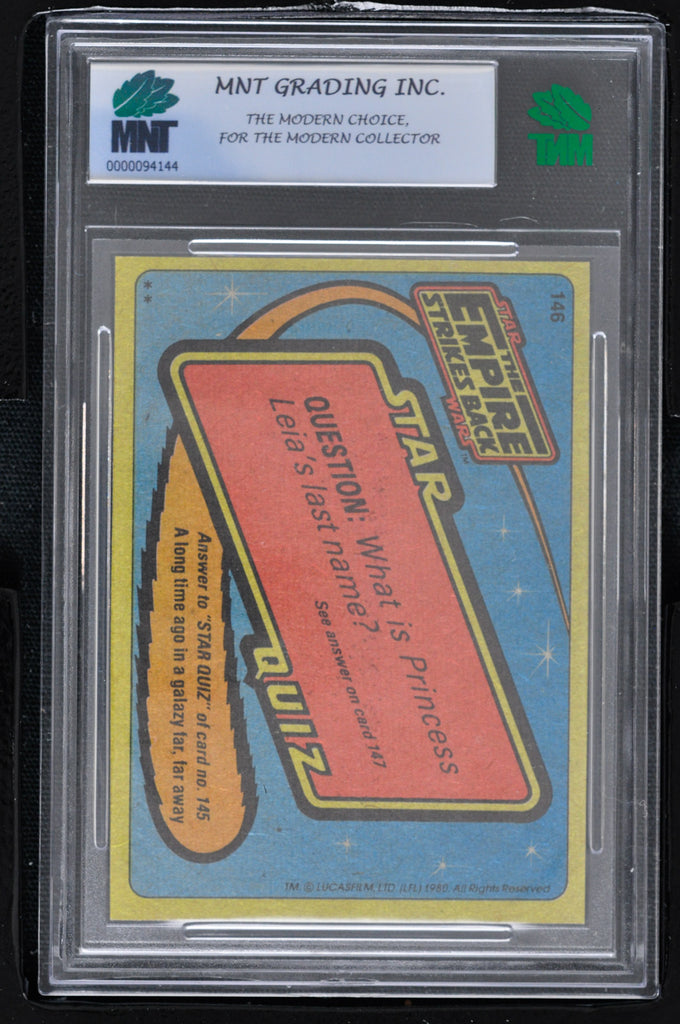 MNT GRADING INC.
THE MODERN CHOICE,
FOR THE MODERN COLLECTOR
MNT
0000094144
MNT
146
STAR
THE
EMPIRE
STRIKES BACK
WARS™
STAR
QUESTION: What is Princess
Leia's last name?
See answer on card 147
QUIZ
Answer to "STAR QUIZ" of card no. 145
A long time ago in a galazy far, far away
* *
TM, © LUCASFILM, LTD. (LFL) 1980. All Rights Reserved